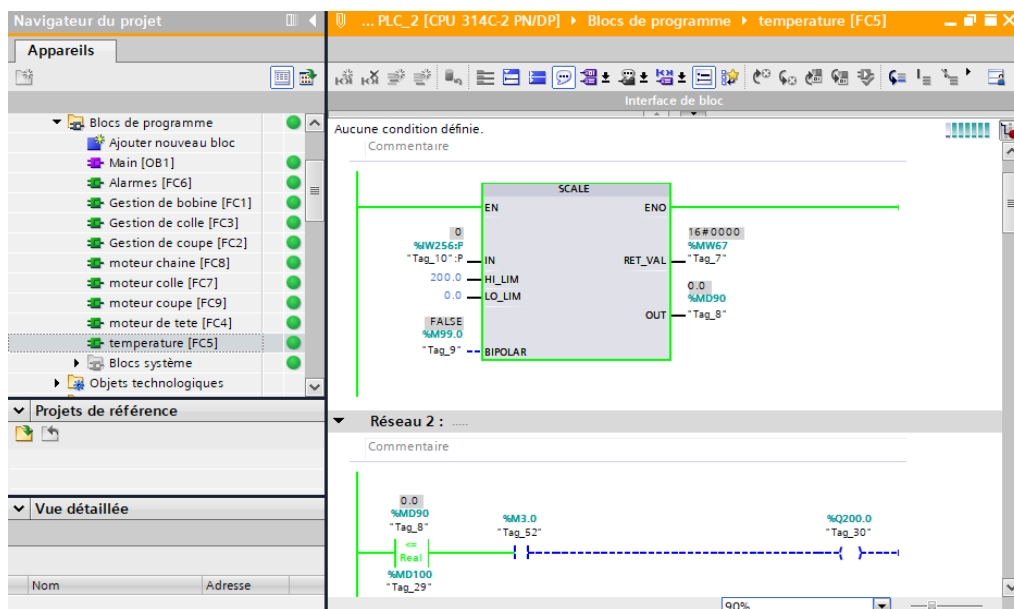 Navigateur du projet
... PLC_2 [CPU 314C-2 PN/DP] ▸ Blocs de programme ▸ temperature [FC5]
Appareils
Interface de bloc
Blocs de programme
Ajouter nouveau bloc
Main [OB1]
Alarmes [FC6]
Gestion de bobine [FC1]
Gestion de colle [FC3]
Gestion de coupe [FC2]
moteur chaine [FC8]
moteur colle [FC7]
moteur coupe [FC9]
moteur de tete [FC4]
temperature [FC5]
Blocs système
Objets technologiques
Projets de référence
Vue détaillée
Nom Adresse
Aucune condition définie.
Commentaire
SCALE
EN ENO
0
%IW256:P
"Tag_10":P IN
200.0 HI_LIM
0.0 LO_LIM
FALSE
%M99.0
"Tag_9" BIPOLAR
16#0000
%MW67
RET_VAL "Tag_7"
0.0
%MD90
OUT "Tag_8"
Réseau 2 : .....
Commentaire
0.0
%MD90
"Tag_8"
<=
Real
%MD100
"Tag_29"
%M3.0
"Tag_52"
%Q200.0
"Tag_30"
90%